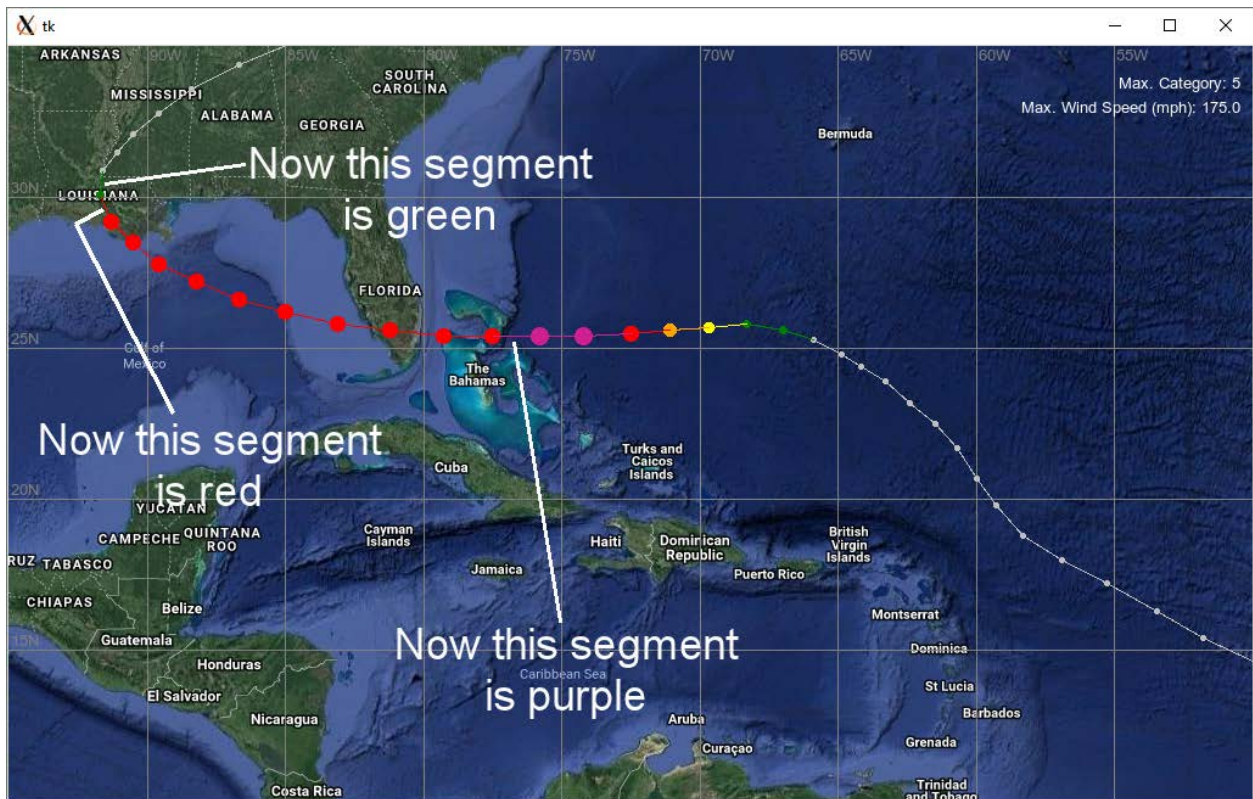 tk
ARKANSAS
90W
85W
80W
75W
70W
65W
60W
55W
SOUTH
CAROLINA
Max. Category: 5
MISSISSIPPI
Max. Wind Speed (mph): 175.0
ALABAMA
GEORGIA
Bermuda
Now this segment
is green
30N
LOUISIANA
FLORIDA
25N
Gulf of
Mexico
The
Bahamas
Now this segment
is red
Turks and
Caicos
Islands
Cuba
20N
YUCATAN
CAMPECHE
QUINTANA
ROO
Cayman
Islands
Haiti
Dominican
Republic
British
Virgin
Islands
RUZ
TABASCO
Jamaica
Puerto Rico
CHIAPAS
Belize
Montserrat
Guatemala
15N
Now this segment
is purple
Dominica
Honduras
Caribbean Sea
St Lucia
El Salvador
Barbados
Nicaragua
Aruba
Curaçao
Grenada
Costa Rica
Trinidad
and Tobago